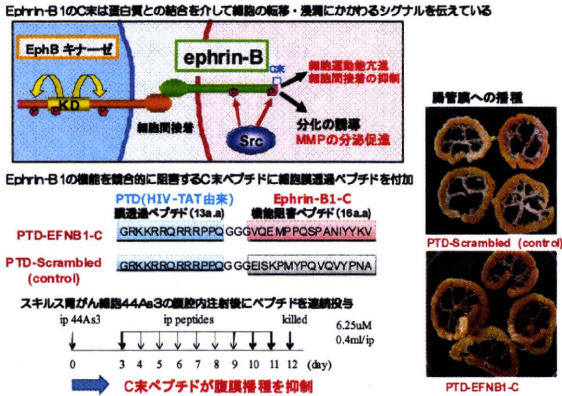 Ephrin-B1のC末は蛋白質との結合を介して細胞の転移・浸潤にかかわるシグナルを伝えている
EphB キナーゼ
ephrin-B
C末
細胞運動能亢進
細胞間接着の抑制
KD
細胞間接着
Src
分化の誘導
MMPの分泌促進
腸管膜への播種
Ephrin-B1の機能を競合的に阻害するC末ペプチドに細胞膜透過ペプチドを付加
PTD(HIV-TAT由来)
膜透過ペプチド(13a.a)
Ephrin-B1-C
機能阻害ペプチド(16a.a)
PTD-EFNB1-C
GRKKRRQRRRPPQGGGVQEMPPQSPANIYYKV
PTD-Scrambled
(control)
GRKKRRQRRRPPQGGGEISKPMYPQVQVYPNA
PTD-Scrambled (control)
スキルス胃がん細胞44As3の腹腔内注射後にペプチドを連続投与
ip 44As3
ip peptides
killed
6.25uM
0.4ml/ip
0 3 4 5 6 7 8 9 10 11 12 (day)
C末ペプチドが腹膜播種を抑制
PTD-EFNB1-C